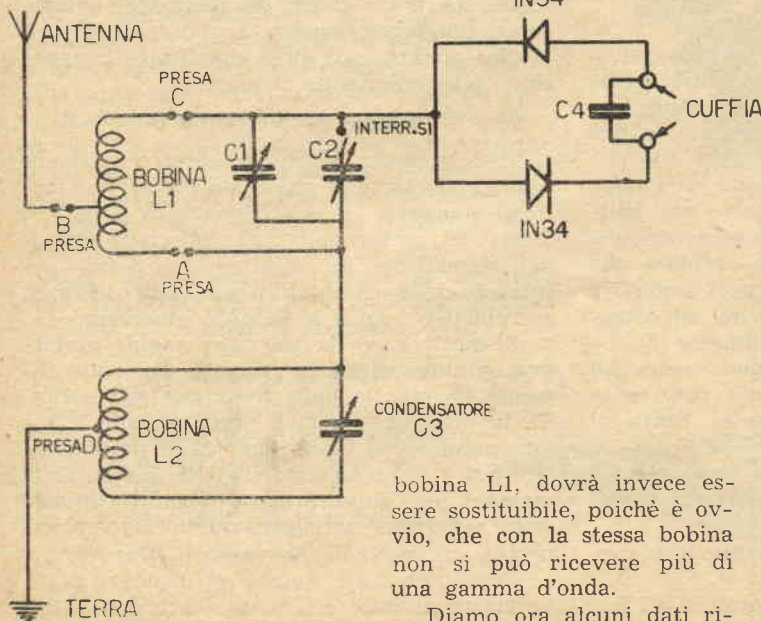 IN34
ANTENNA
PRESA
C
INTERR.S1
C4
CUFFIA
C1
C2
BOBINA
L1
B
PRESA
IN34
A
PRESA
CONDENSATORE
C3
BOBINA
L2
PRESA D
TERRA
bobina L1, dovrà invece es-
sere sostituibile, poichè è ov-
vio, che con la stessa bobina
non si può ricevere più di
una gamma d'onda.
Diamo ora alcuni dati ri-